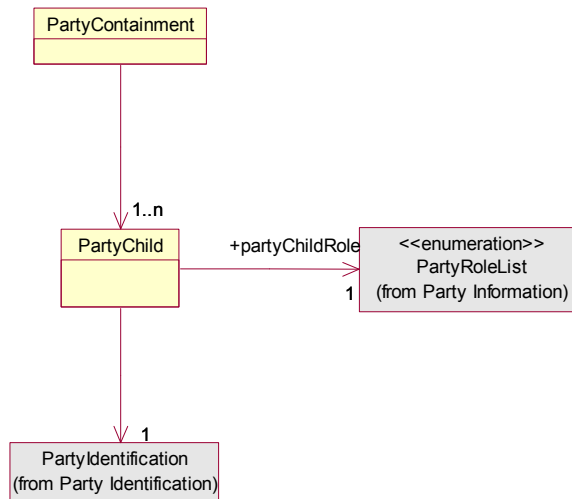 PartyContainment
1..n
PartyChild
+partyChildRole
<<enumeration>>
PartyRoleList
(from Party Information)
1
1
PartyIdentification
(from Party Identification)